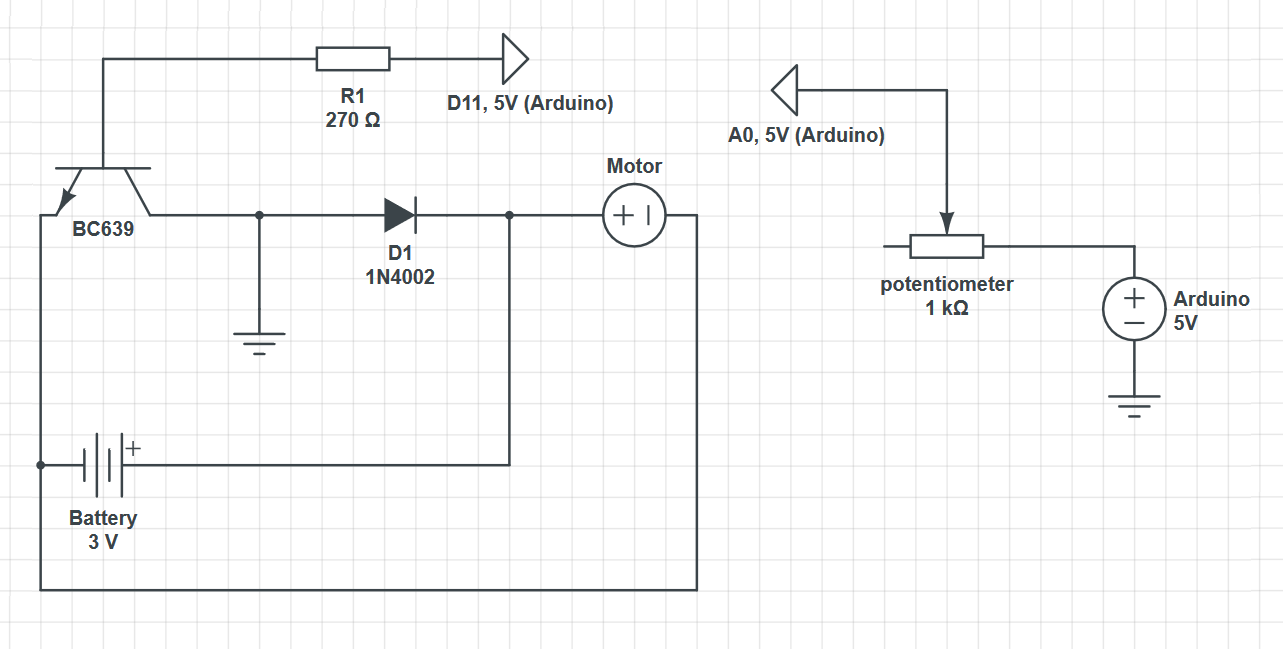 R1
270 Ω
D11, 5V (Arduino)
A0, 5V (Arduino)
Motor
BC639
D1
1N4002
potentiometer
1 kΩ
Arduino
5V
Battery
3 V